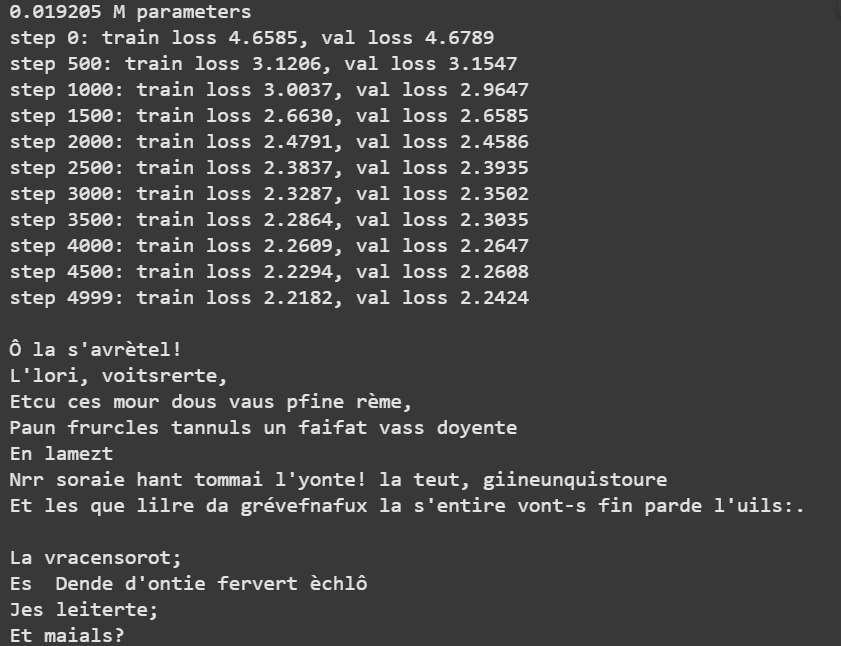 0.019205 M parameters
step 0: train loss 4.6585, val loss 4.6789
step 500: train loss 3.1206, val loss 3.1547
step 1000: train loss 3.0037, val loss 2.9647
step 1500: train loss 2.6630, val loss 2.6585
step 2000: train loss 2.4791, val loss 2.4586
step 2500: train loss 2.3837, val loss 2.3935
step 3000: train loss 2.3287, val loss 2.3502
step 3500: train loss 2.2864, val loss 2.3035
step 4000: train loss 2.2609, val loss 2.2647
step 4500: train loss 2.2294, val loss 2.2608
step 4999: train loss 2.2182, val loss 2.2424

Ô la s'avrètel!
L'lori, voitsrerte,
Etcu ces mour dous vaus pfine rème,
Paun frurcles tannuls un faifat vass doyente
En lamezt
Nrr soraie hant tommai l'yonte! la teut, giineunquistoure
Et les que lilre da grévefnafux la s'entire vont-s fin parde l'uils:.

La vracensorot;
Es  Dende d'ontie fervert èchlô
Jes leiterte;
Et maials?